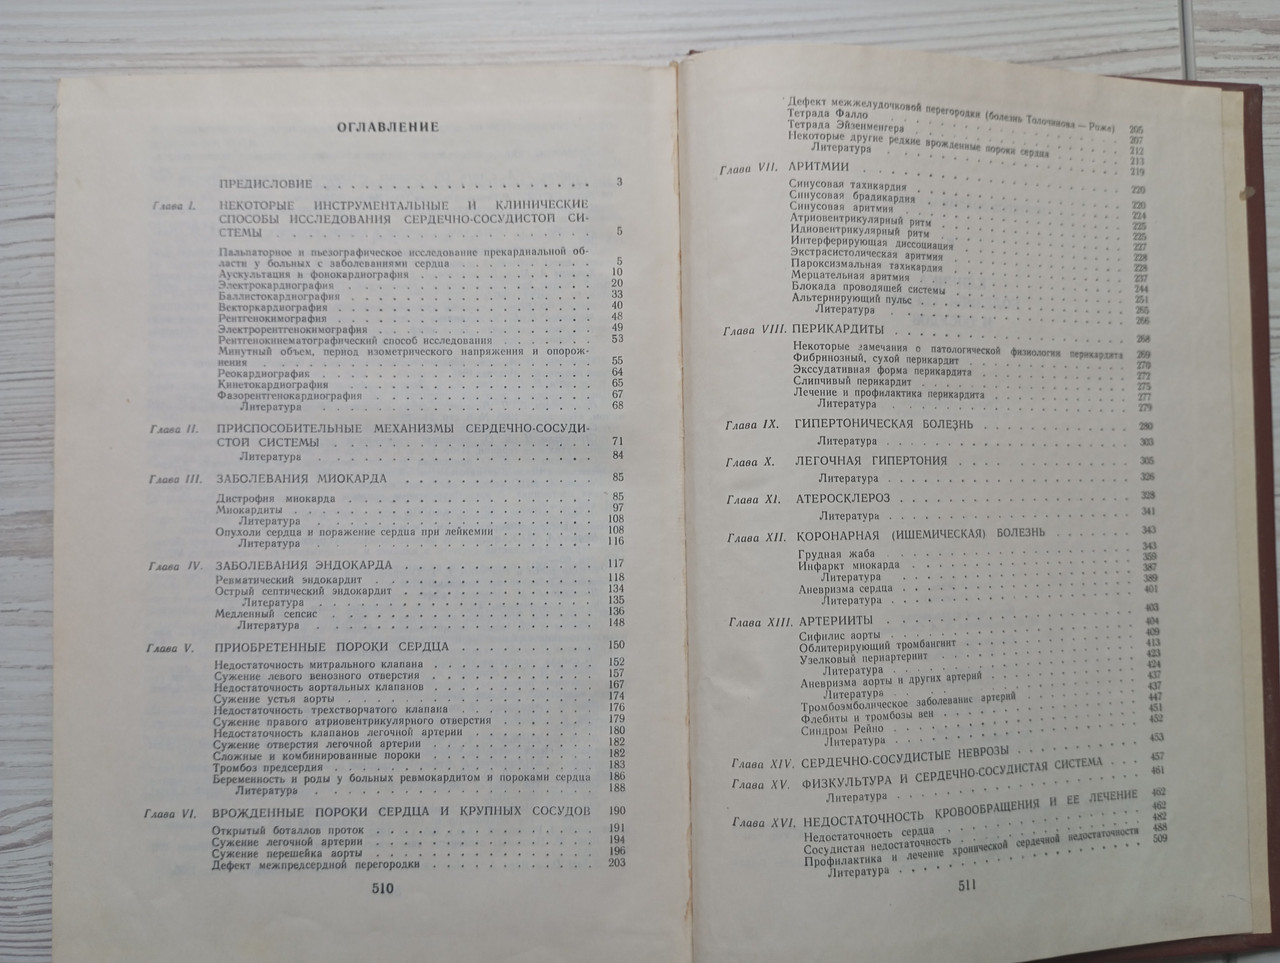 ОГЛАВЛЕНИЕ
ПРЕДИСЛОВИЕ 3
Глава I. НЕКОТОРЫЕ ИНСТРУМЕНТАЛЬНЫЕ И КЛИНИЧЕСКИЕ
СПОСОБЫ ИССЛЕДОВАНИЯ СЕРДЕЧНО-СОСУДИСТОЙ СИ-
СТЕМЫ 5
Пальпаторное и пьезографическое исследование прекардиальной об-
ласти у больных с заболеваниями сердца 5
Аускультация и фонокардиография 10
Электрокардиография 20
Баллистокардиография 33
Векторкардиография 40
Рентгенокимография 48
Электрорентгенокимография 49
Рентгенокинематографический способ исследования 53
Минутный объем, период изометрического напряжения и опорож-
нения 55
Реокардиография 64
Кинетокардиография 65
Фазорентгенокардиография 67
Литература 68
Глава II. ПРИСПОСОБИТЕЛЬНЫЕ МЕХАНИЗМЫ СЕРДЕЧНО-СОСУДИ-
СТОЙ СИСТЕМЫ 71
Литература 84
Глава III. ЗАБОЛЕВАНИЯ МИОКАРДА 85
Дистрофия миокарда 85
Миокардиты 97
Литература 108
Опухоли сердца и поражение сердца при лейкемии 108
Литература 116
Глава IV. ЗАБОЛЕВАНИЯ ЭНДОКАРДА 117
Ревматический эндокардит 118
Острый септический эндокардит 134
Литература 135
Медленный сепсис 136
Литература 148
Глава V. ПРИОБРЕТЕННЫЕ ПОРОКИ СЕРДЦА 150
Недостаточность митрального клапана 152
Сужение левого венозного отверстия 157
Недостаточность аортальных клапанов 167
Сужение устья аорты 174
Недостаточность трехстворчатого клапана 176
Сужение правого атриовентрикулярного отверстия 179
Недостаточность клапанов легочной артерии 180
Сужение отверстия легочной артерии 182
Сложные и комбинированные пороки 182
Тромбоз предсердия 183
Беременность и роды у больных ревмокардитом и пороками сердца 186
Литература 188
Глава VI. ВРОЖДЕННЫЕ ПОРОКИ СЕРДЦА И КРУПНЫХ СОСУДОВ 190
Открытый боталлов проток 191
Сужение легочной артерии 194
Сужение перешейка аорты 196
Дефект межпредсердной перегородки 203
510
Дефект межжелудочковой перегородки (болезнь Толочинова — Роже) 205
Тетрада Фалло 207
Тетрада Эйзенменгера 212
Некоторые другие редкие врожденные пороки сердца 213
Литература 219
Глава VII. АРИТМИИ 220
Синусовая тахикардия 220
Синусовая брадикардия 224
Синусовая аритмия 225
Атриовентрикулярный ритм 225
Идиовентрикулярный ритм 227
Интерферирующая диссоциация 228
Экстрасистолическая аритмия 228
Пароксизмальная тахикардия 237
Мерцательная аритмия 244
Блокада проводящей системы 251
Альтернирующий пульс 265
Литература 266
Глава VIII. ПЕРИКАРДИТЫ 268
Некоторые замечания о патологической физиологии перикардита 269
Фибринозный, сухой перикардит 270
Экссудативная форма перикардита 272
Слипчивый перикардит 275
Лечение и профилактика перикардита 277
Литература 279
Глава IX. ГИПЕРТОНИЧЕСКАЯ БОЛЕЗНЬ 280
Литература 303
Глава X. ЛЕГОЧНАЯ ГИПЕРТОНИЯ 305
Литература 326
Глава XI. АТЕРОСКЛЕРОЗ 328
Литература 341
Глава XII. КОРОНАРНАЯ (ИШЕМИЧЕСКАЯ) БОЛЕЗНЬ 343
Грудная жаба 343
Инфаркт миокарда 359
Литература 387
Аневризма сердца 389
Литература 401
Глава XIII. АРТЕРИИТЫ 403
Сифилис аорты 404
Облитерирующий тромбангиит 409
Узелковый периартериит 413
Литература 423
Аневризма аорты и других артерий 424
Литература 437
Тромбоэмболическое заболевание артерий 437
Флебиты и тромбозы вен 447
Синдром Рейно 451
Литература 452
Глава XIV. СЕРДЕЧНО-СОСУДИСТЫЕ НЕВРОЗЫ 453
Глава XV. ФИЗКУЛЬТУРА И СЕРДЕЧНО-СОСУДИСТАЯ СИСТЕМА 457
Литература 461
Глава XVI. НЕДОСТАТОЧНОСТЬ КРОВООБРАЩЕНИЯ И ЕЕ ЛЕЧЕНИЕ 462
Недостаточность сердца 462
Сосудистая недостаточность 482
Профилактика и лечение хронической сердечной недостаточности 488
Литература 509
511